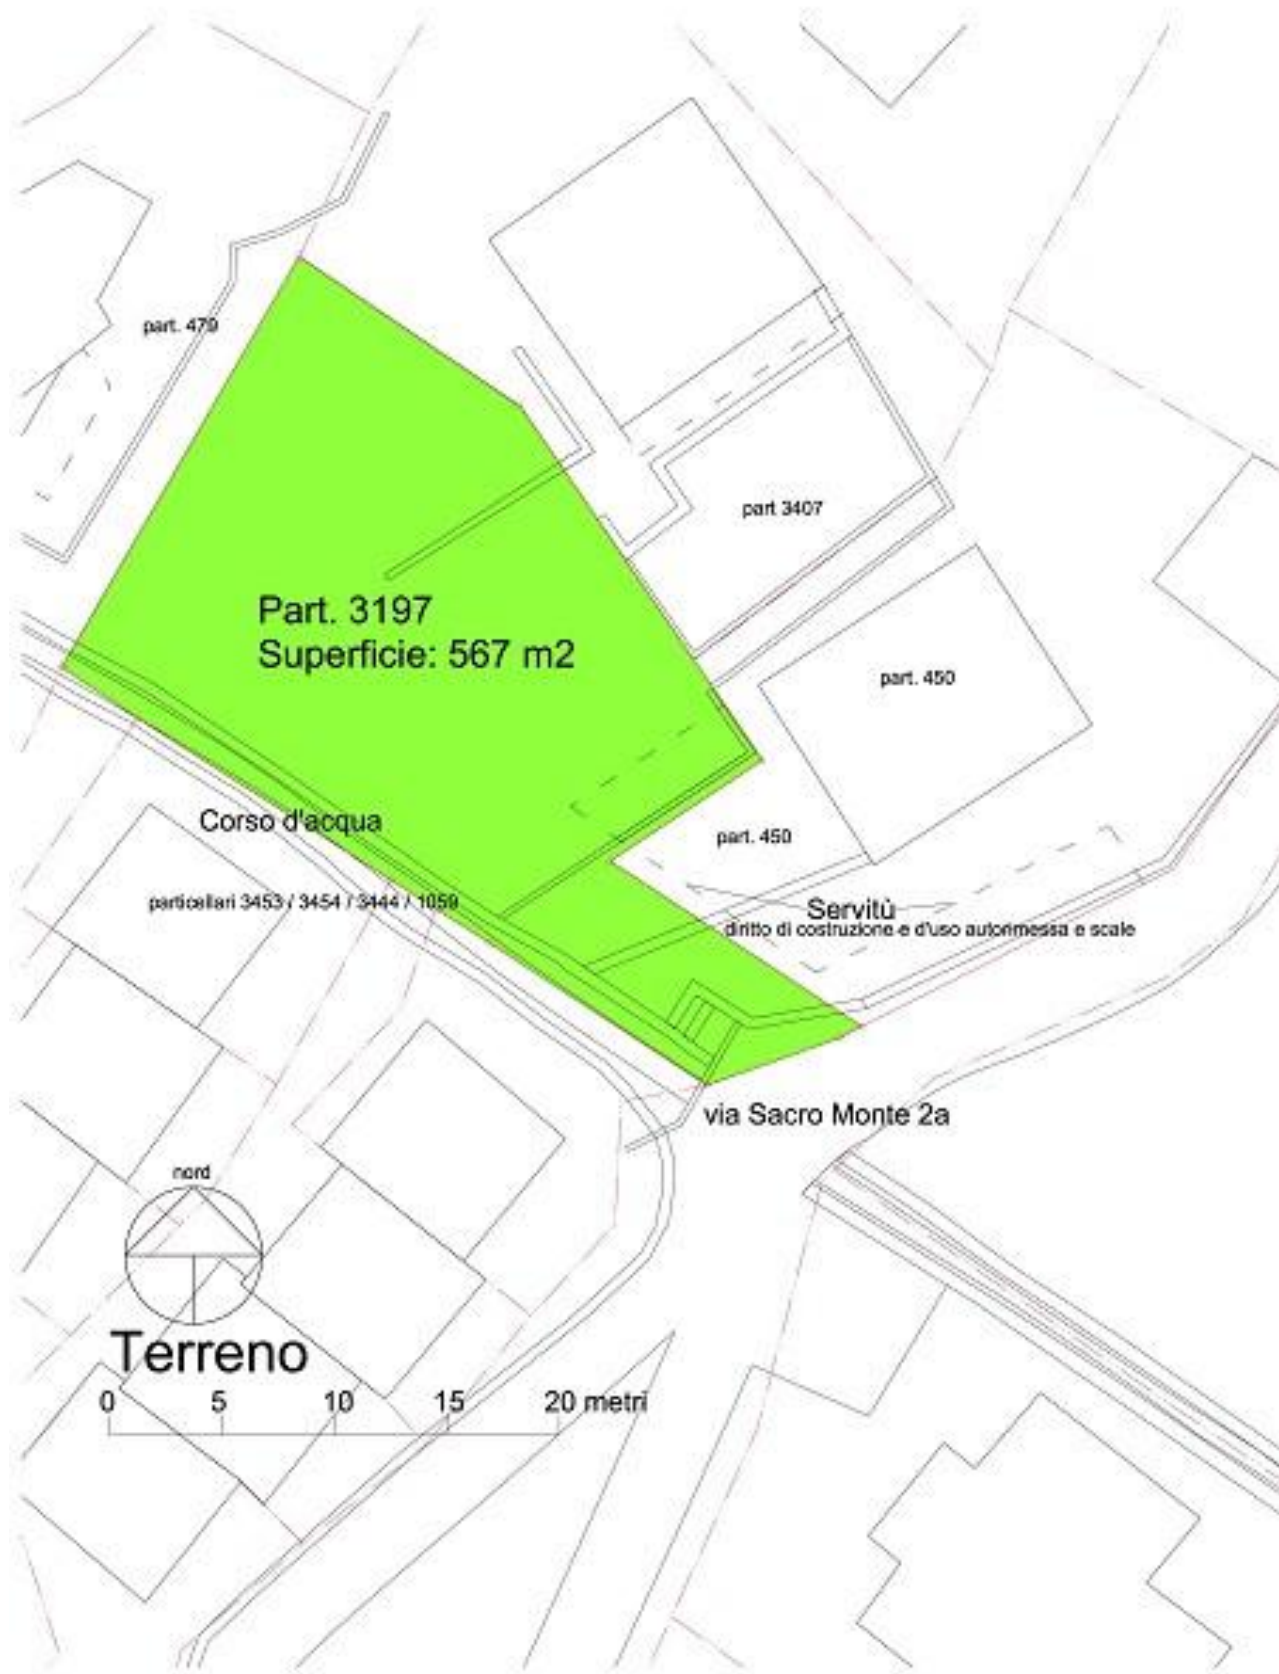 part. 479
part 3407
Part. 3197
Superficie: 567 m2
part. 450
Corso d'acqua
part. 450
particellari 3453 / 3454 / 3444 / 1059
Servitù
diritto di costruzione e d'uso autorimessa e scale
via Sacro Monte 2a
nord
Terreno
0 5 10 15 20 metri